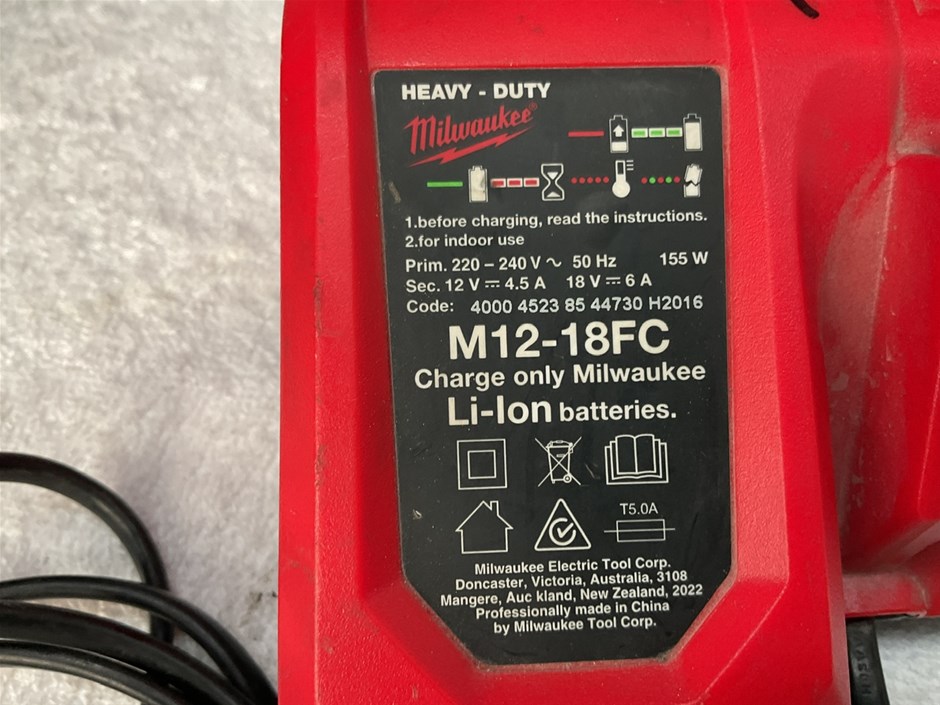 HEAVY - DUTY
Milwaukee®
1.before charging, read the instructions.
2.for indoor use
Prim. 220 – 240 V ∿ 50 Hz 155 W
Sec. 12 V ⎓ 4.5 A 18 V ⎓ 6 A
Code: 4000 4523 85 44730 H2016
M12-18FC
Charge only Milwaukee
Li-Ion batteries.
T5.0A
Milwaukee Electric Tool Corp.
Doncaster, Victoria, Australia, 3108
Mangere, Auc kland, New Zealand, 2022
Professionally made in China
by Milwaukee Tool Corp.